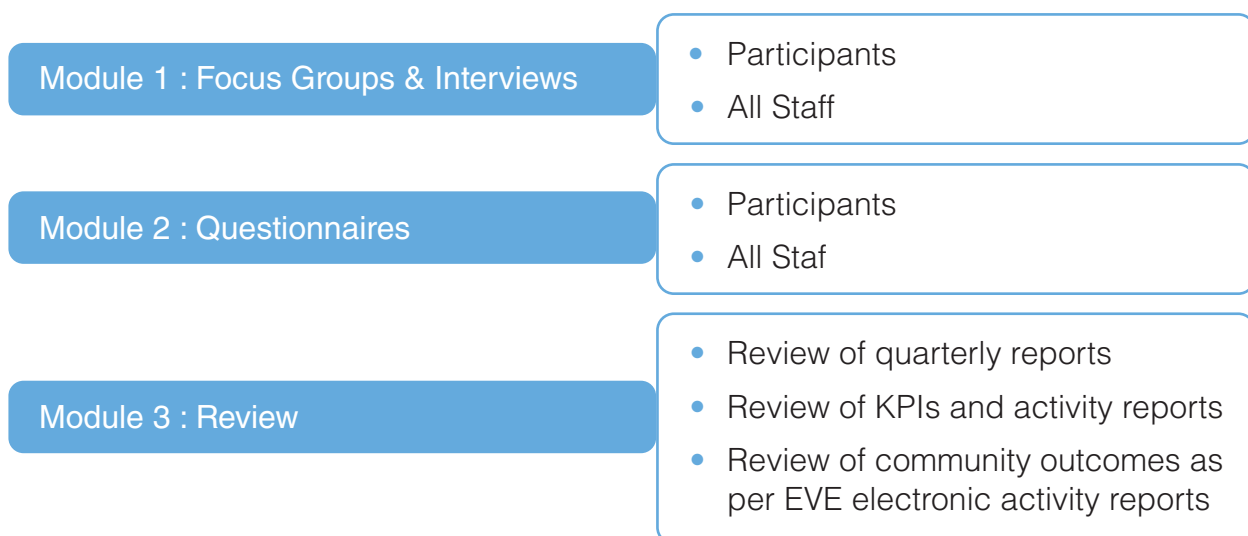 Module 1 : Focus Groups & Interviews
• Participants
• All Staff
Module 2 : Questionnaires
• Participants
• All Staf
Module 3 : Review
• Review of quarterly reports
• Review of KPIs and activity reports
• Review of community outcomes as
per EVE electronic activity reports